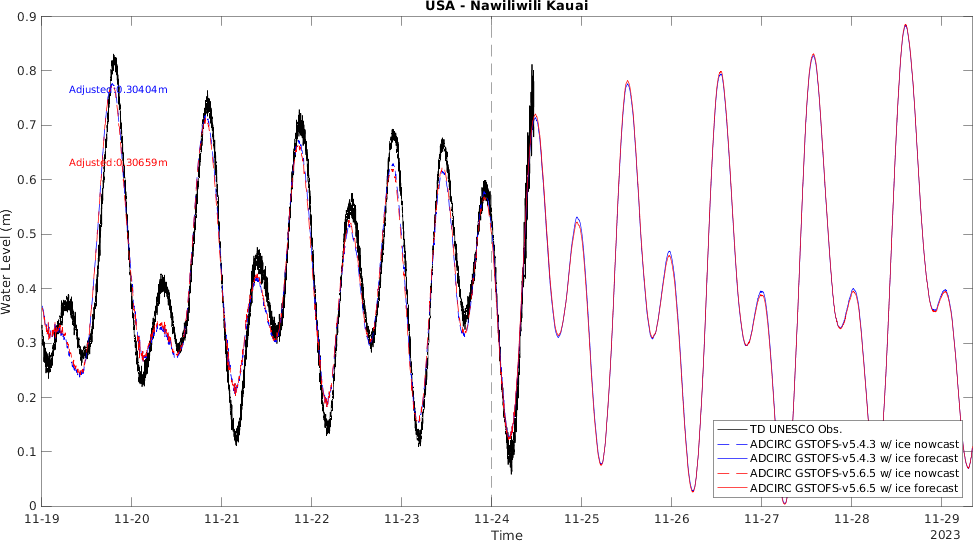 USA - Nawiliwili Kauai
0.9
0.8
0.7
0.6
0.5
0.4
0.3
0.2
0.1
0
Water Level (m)
Adjusted:0.30404m
Adjusted:0.30659m
TD UNESCO Obs.
ADCIRC GSTOFS-v5.4.3 w/ ice nowcast
ADCIRC GSTOFS-v5.4.3 w/ ice forecast
ADCIRC GSTOFS-v5.6.5 w/ ice nowcast
ADCIRC GSTOFS-v5.6.5 w/ ice forecast
11-19 11-20 11-21 11-22 11-23 11-24 11-25 11-26 11-27 11-28 11-29
Time
2023